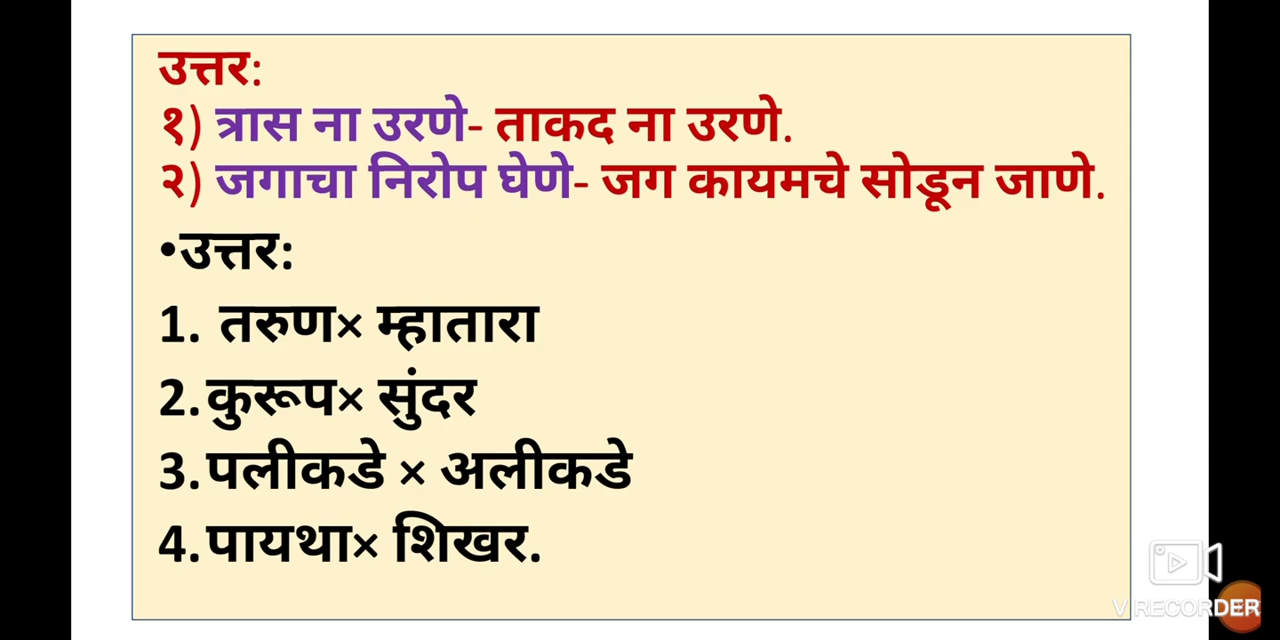 उत्तर:
१) त्रास ना उरणे- ताकद ना उरणे.
२) जगाचा निरोप घेणे- जग कायमचे सोडून जाणे.
•उत्तर:
1. तरुण× म्हातारा
2.कुरूप× सुंदर
3.पलीकडे × अलीकडे
4.पायथा× शिखर.
V RECORDER